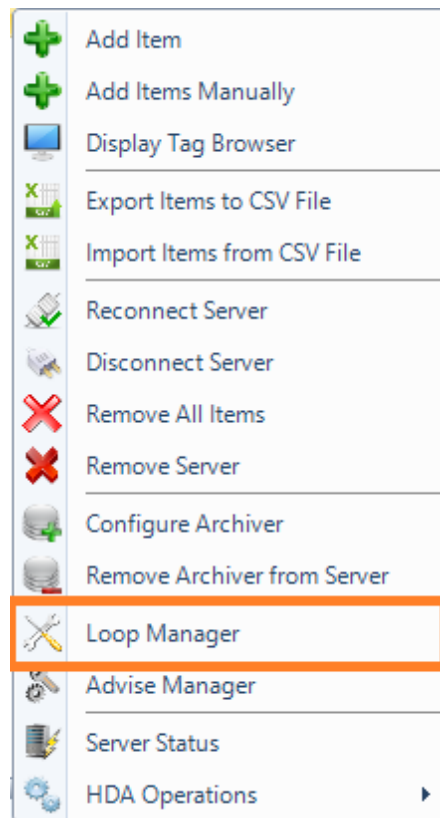 Add Item
Add Items Manually
Display Tag Browser
Export Items to CSV File
Import Items from CSV File
Reconnect Server
Disconnect Server
Remove All Items
Remove Server
Configure Archiver
Remove Archiver from Server
Loop Manager
Advise Manager
Server Status
HDA Operations